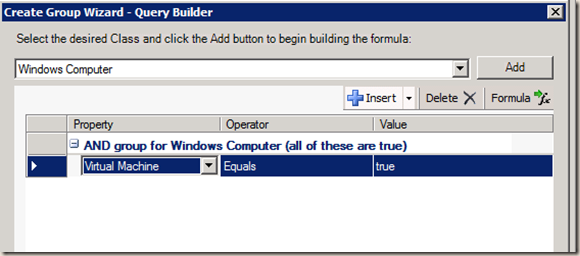 Create Group Wizard - Query Builder
Select the desired Class and click the Add button to begin building the formula:
Windows Computer Add
Insert Delete Formula
Property Operator Value
AND group for Windows Computer (all of these are true)
Virtual Machine Equals true